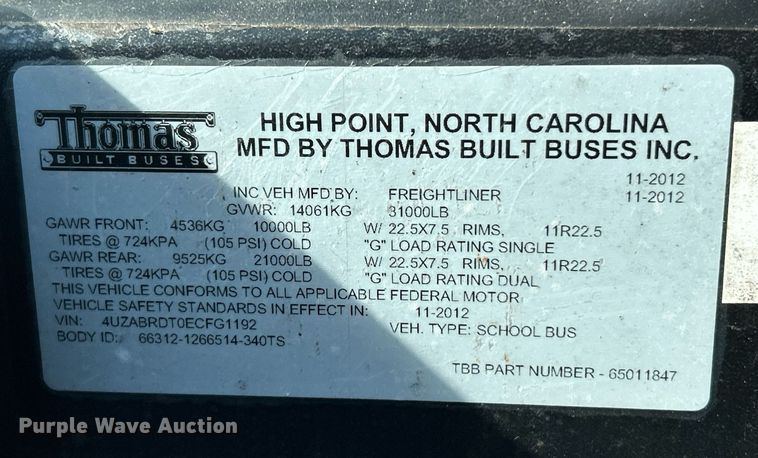 Thomas
BUILT BUSES
HIGH POINT, NORTH CAROLINA
MFD BY THOMAS BUILT BUSES INC.
11-2012
INC VEH MFD BY: FREIGHTLINER 11-2012
GVWR: 14061KG 31000LB
GAWR FRONT: 4536KG 10000LB W/ 22.5X7.5 RIMS, 11R22.5
TIRES @ 724KPA (105 PSI) COLD "G" LOAD RATING SINGLE
GAWR REAR: 9525KG 21000LB W/ 22.5X7.5 RIMS, 11R22.5
TIRES @ 724KPA (105 PSI) COLD "G" LOAD RATING DUAL
THIS VEHICLE CONFORMS TO ALL APPLICABLE FEDERAL MOTOR
VEHICLE SAFETY STANDARDS IN EFFECT IN: 11-2012
VIN: 4UZABRDT0ECFG1192 VEH. TYPE: SCHOOL BUS
BODY ID: 66312-1266514-340TS
TBB PART NUMBER - 65011847
Purple Wave Auction